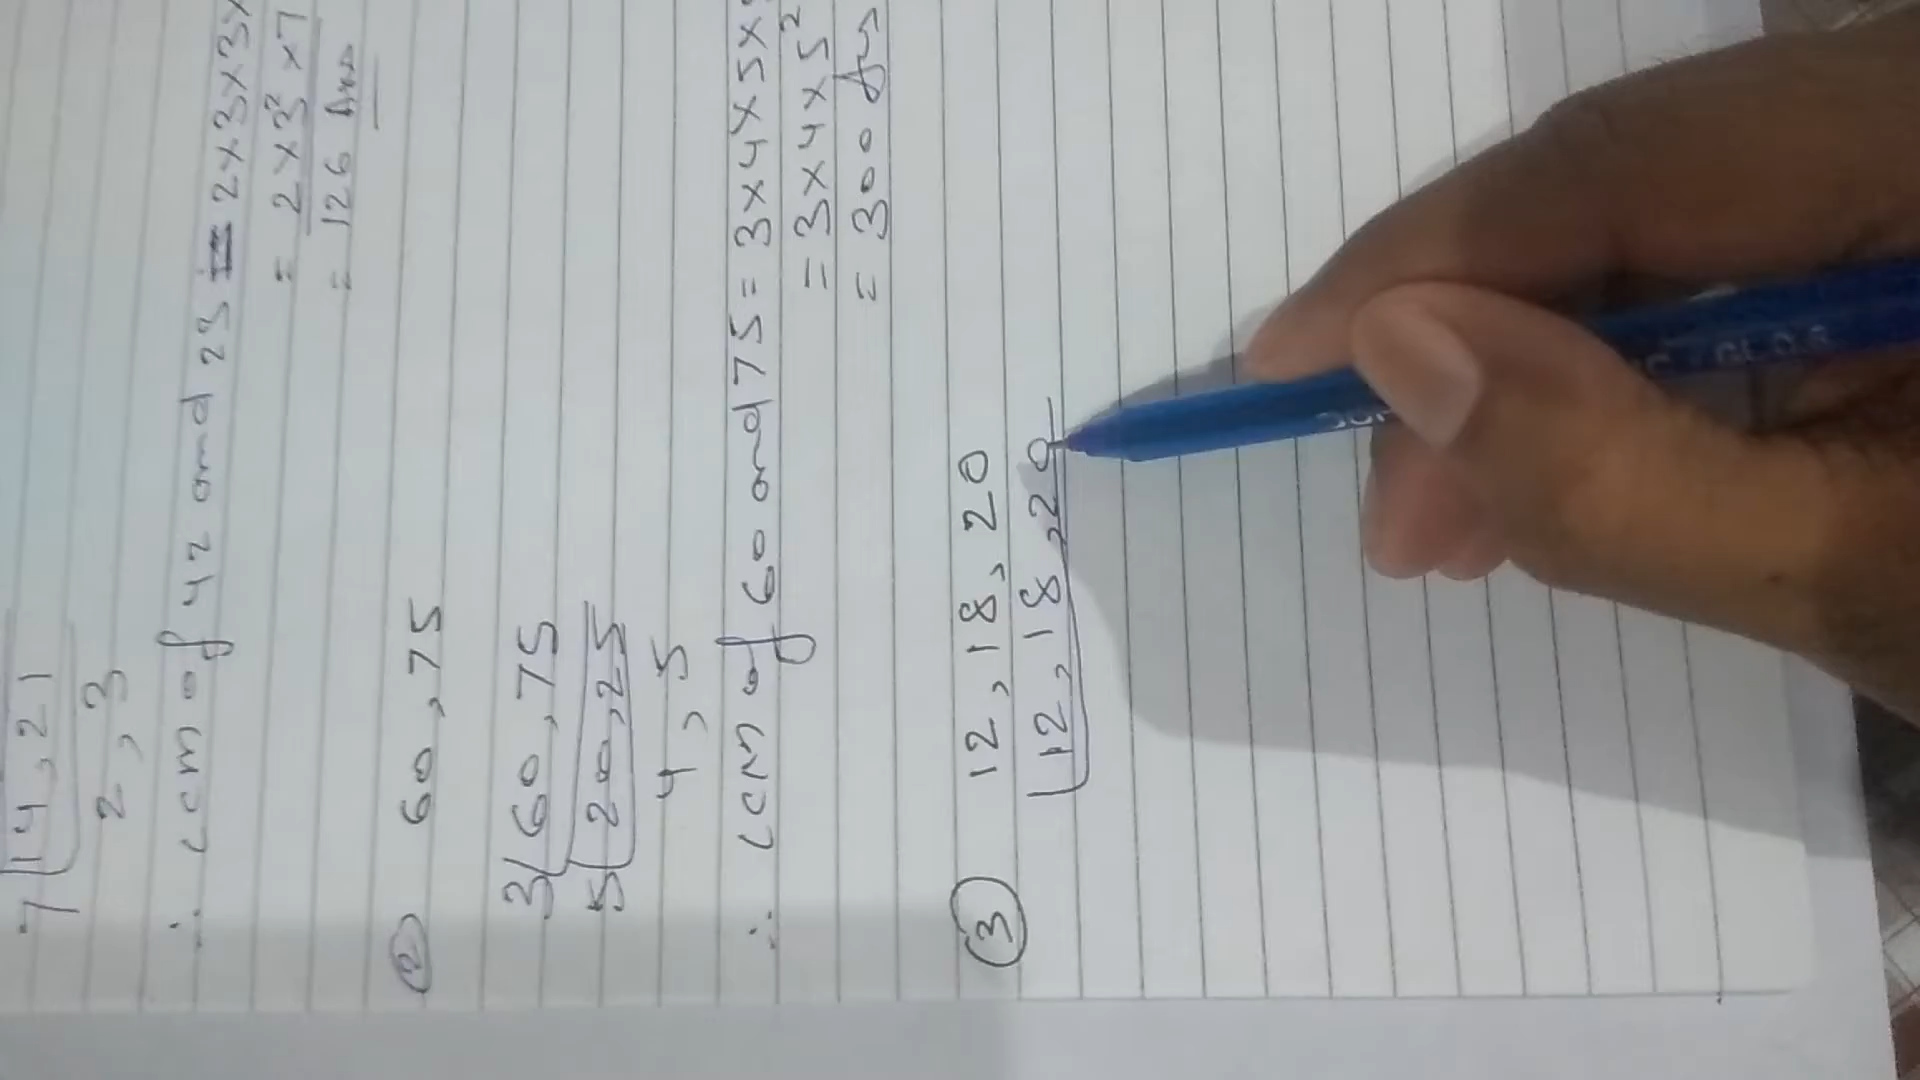 7 14, 21
2, 3
∴ LCM of 42 and 23 = 2×3×3×
= 2×3²×7
= 126 Ans
② 60, 75
3 60, 75
5 20, 25
4, 5
∴ LCM of 60 and 75 = 3×4×5×
= 3×4×5²
= 300 Ans
③ 12, 18, 20
12, 18, 20